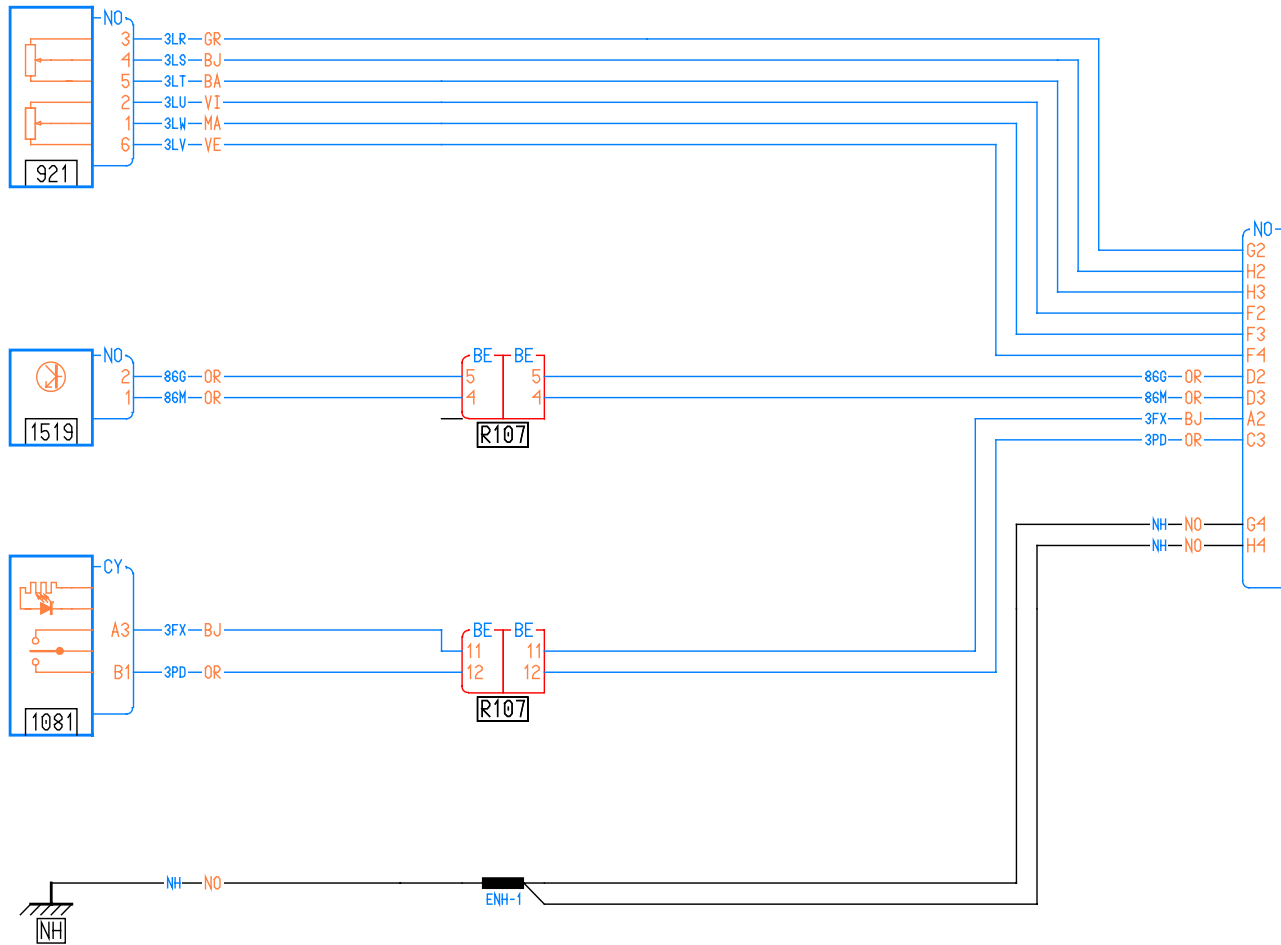 NO
3 3LR GR
4 3LS BJ
5 3LT BA
2 3LU VI
1 3LW MA
6 3LV VE
921
NO
G2
H2
H3
F2
F3
F4
NO BE BE
2 86G OR 5 5 86G OR D2
1 86M OR 4 4 86M OR D3
3FX BJ A2
1519 R107
3PD OR C3
NH NO G4
NH NO H4
CY
A3 3FX BJ BE BE
11 11
B1 3PD OR 12 12
1081 R107
NH NO
ENH-1
NH